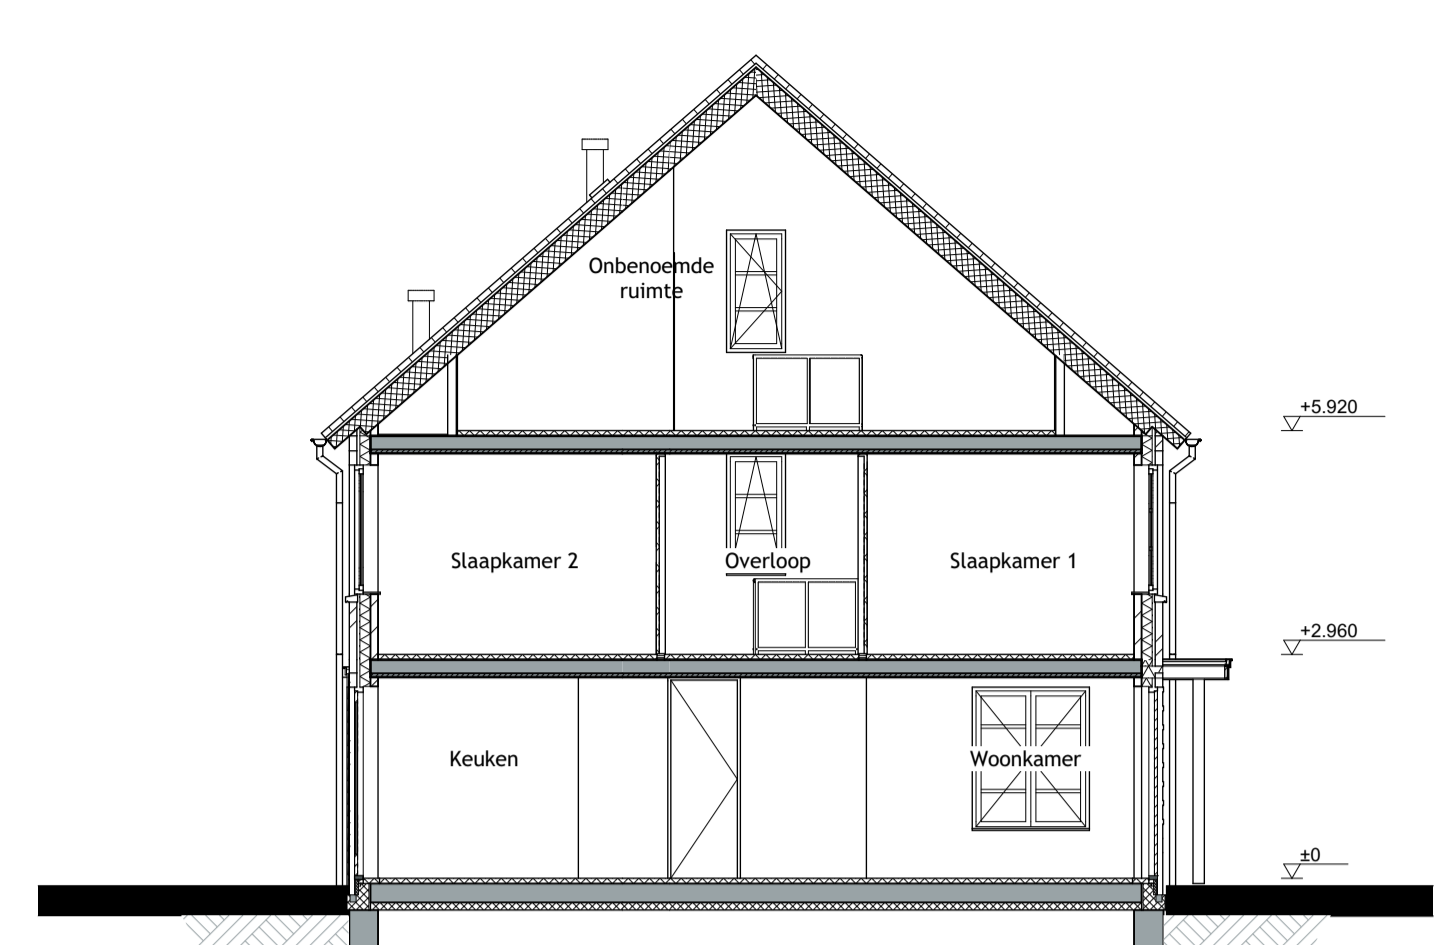 Onbenoemde
ruimte
+5.920
Slaapkamer 2
Overloop
Slaapkamer 1
+2.960
Keuken
Woonkamer
±0